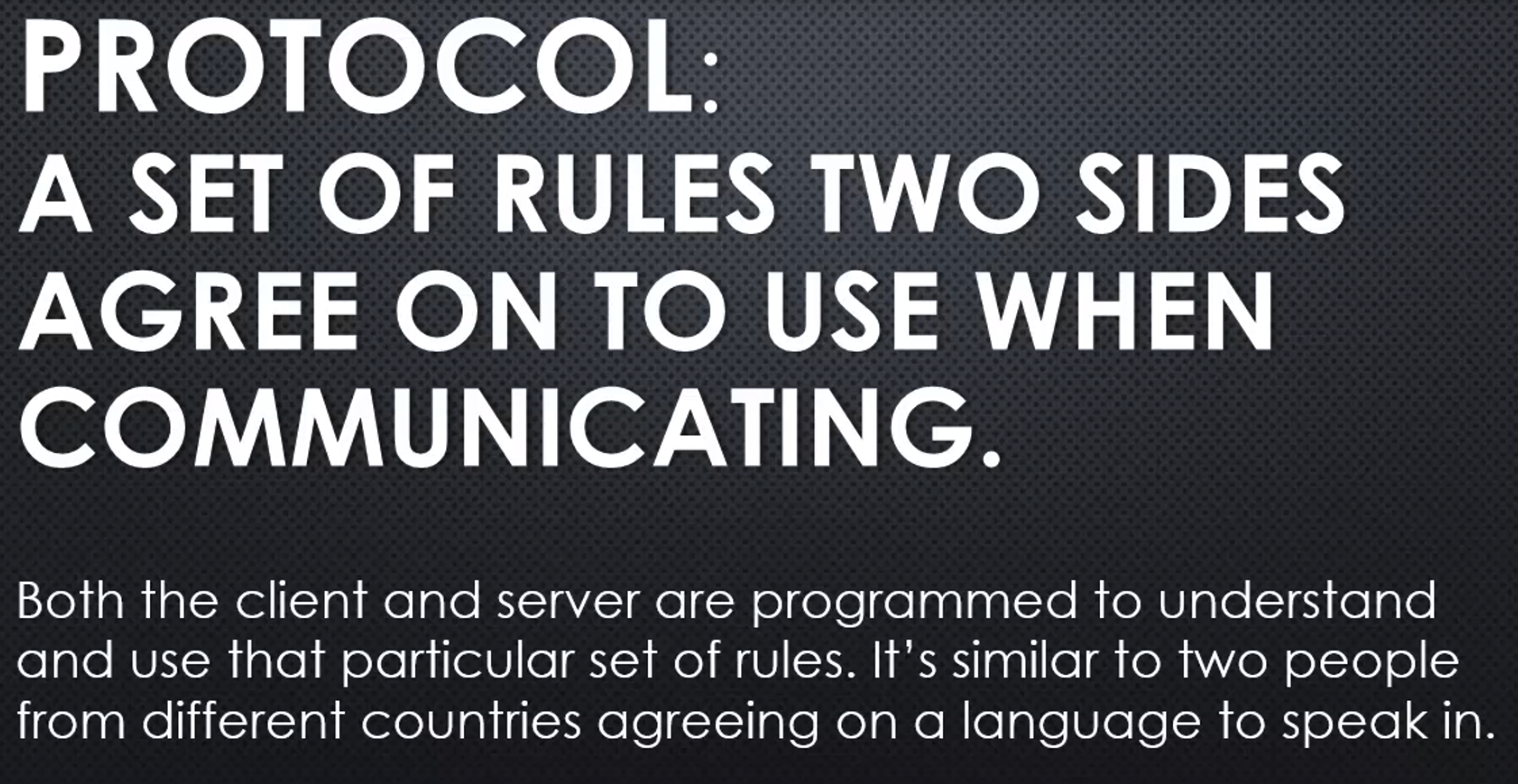 PROTOCOL:
A SET OF RULES TWO SIDES
AGREE ON TO USE WHEN
COMMUNICATING.
Both the client and server are programmed to understand
and use that particular set of rules. It’s similar to two people
from different countries agreeing on a language to speak in.